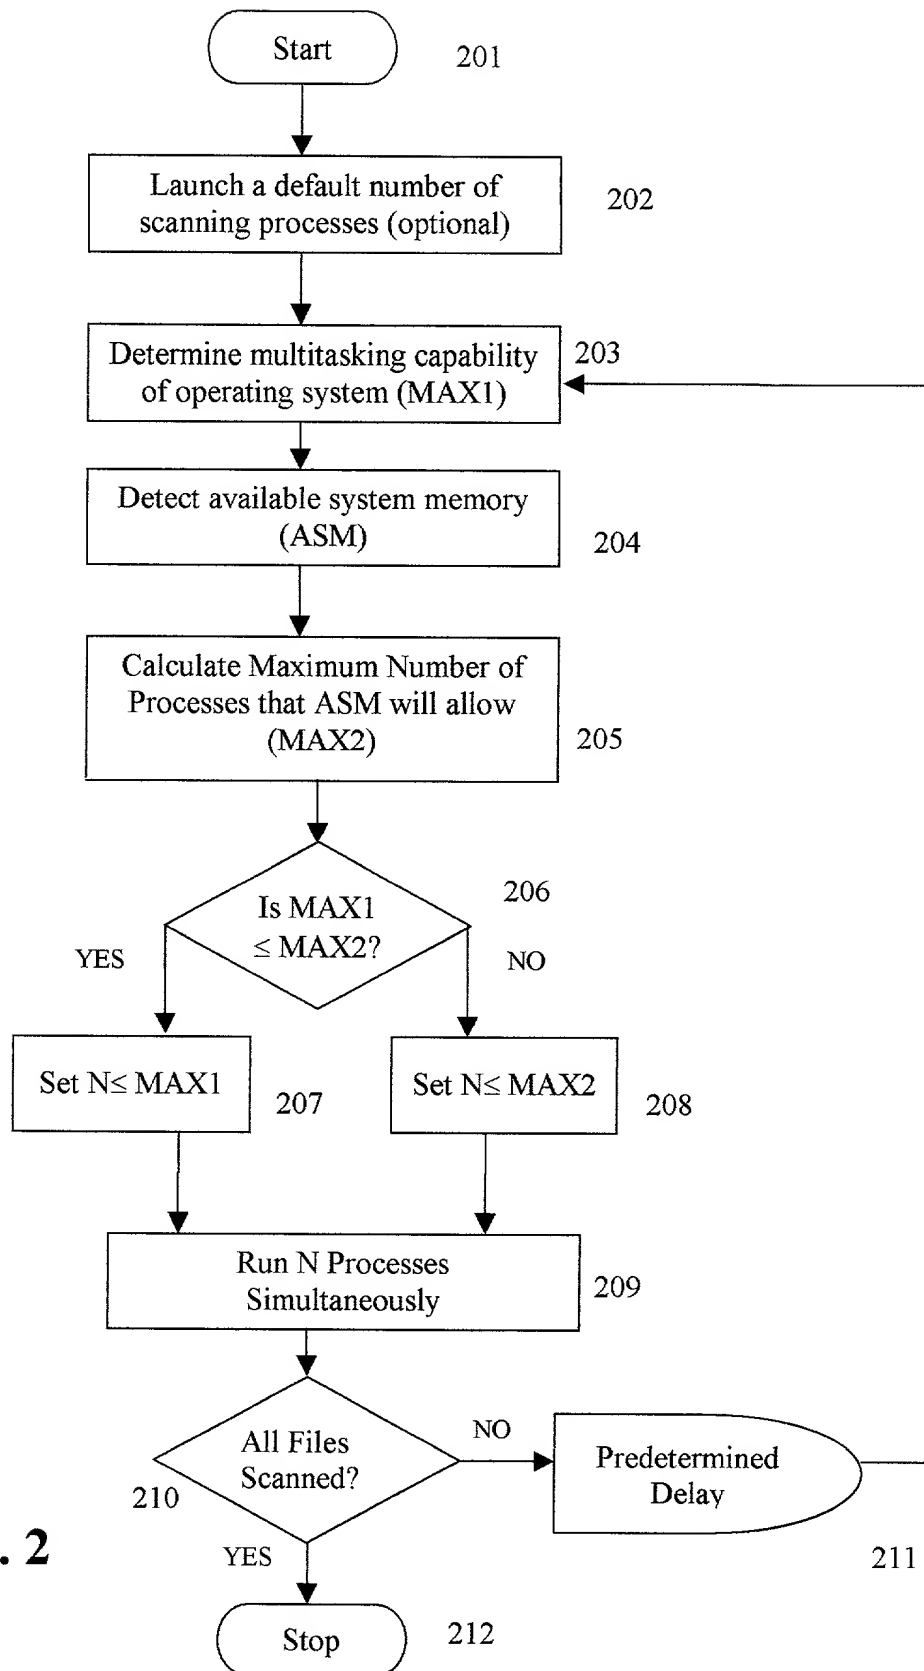 Start
201
Launch a default number of
scanning processes (optional)
202
Determine multitasking capability
of operating system (MAX1)
203
Detect available system memory
(ASM)
204
Calculate Maximum Number of
Processes that ASM will allow
(MAX2)
205
Is MAX1
≤ MAX2?
206
YES
NO
Set N≤ MAX1
207
Set N≤ MAX2
208
Run N Processes
Simultaneously
209
All Files
Scanned?
210
NO
Predetermined
Delay
211
YES
. 2
Stop
212